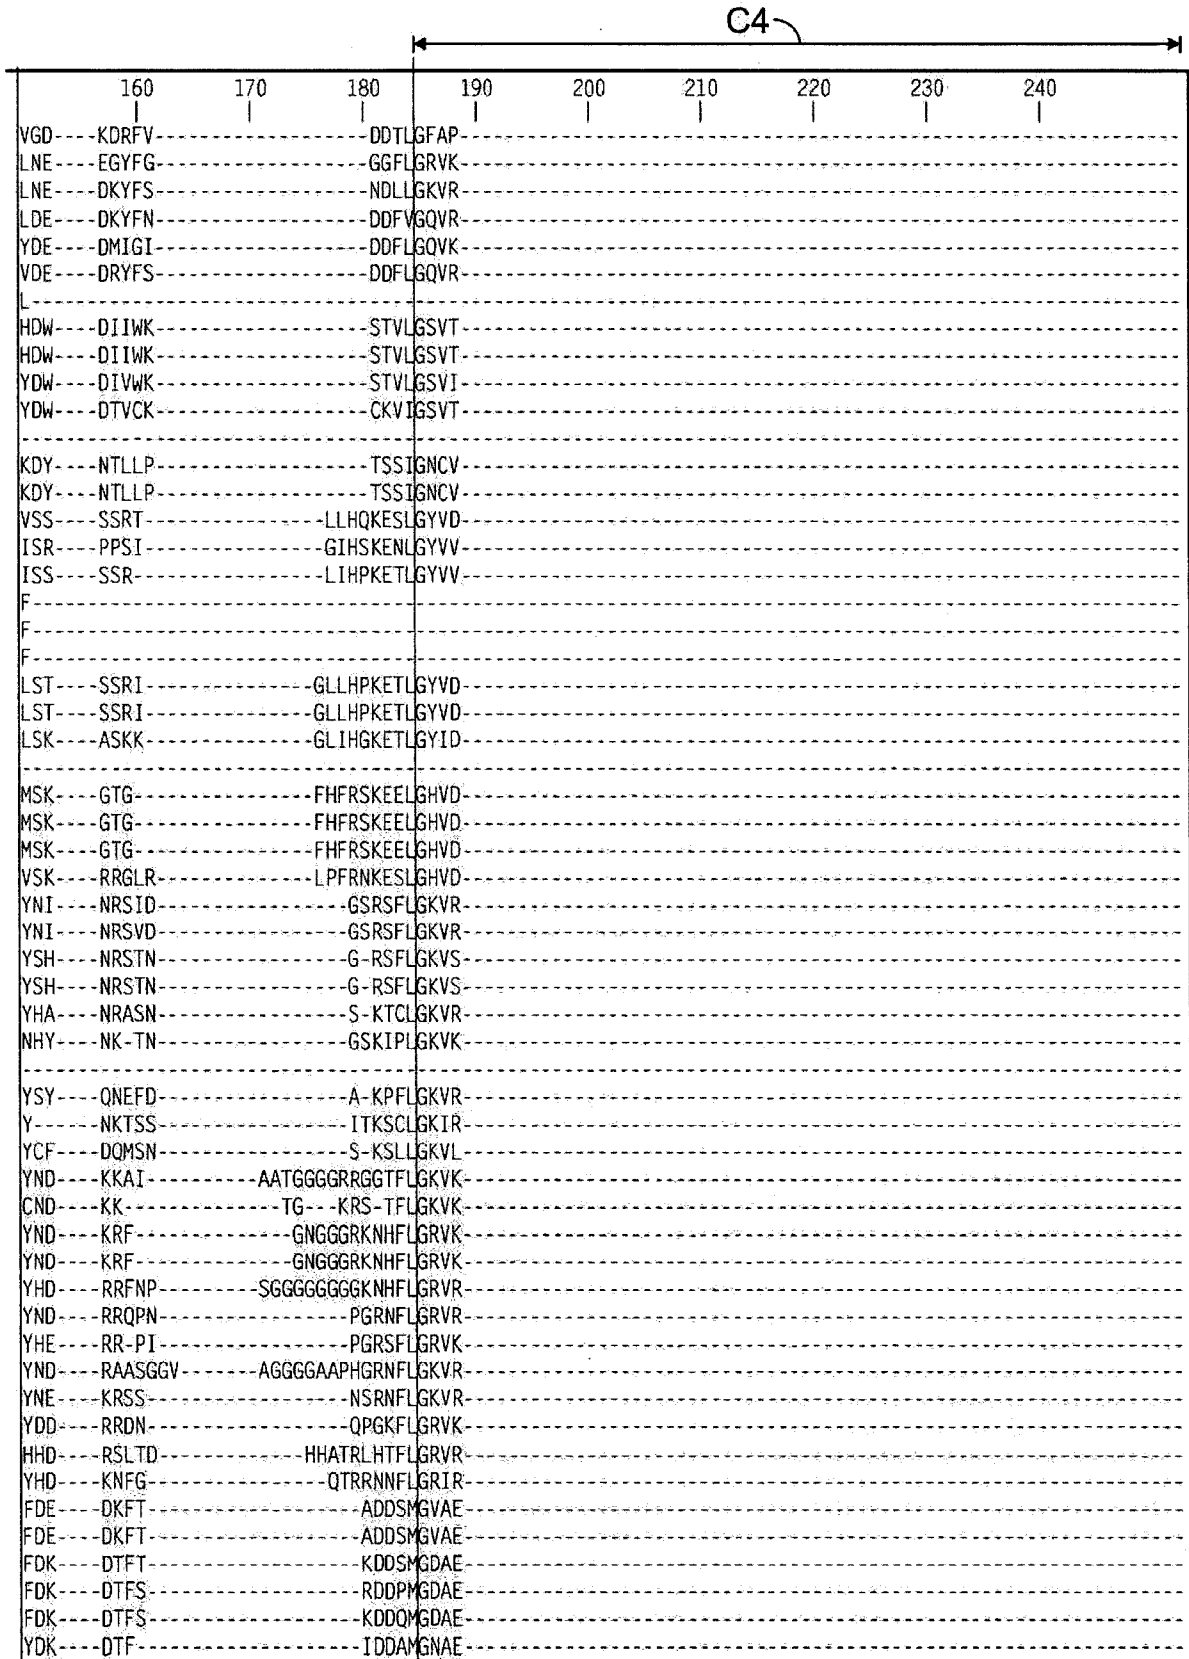 C4
160 170 180 190 200 210 220 230 240
VGD----KDRFV-------------------DDTLGFAP----------------------------------------------------------------
LNE----EGYFG-------------------GGFLGRVK----------------------------------------------------------------
LNE----DKYFS-------------------NDLLGKVR----------------------------------------------------------------
LDE----DKYFN-------------------DDFVGQVR----------------------------------------------------------------
YDE----DMIGI-------------------DDFLGQVK----------------------------------------------------------------
VDE----DRYFS-------------------DDFLGQVR----------------------------------------------------------------
L------------------------------------------------------------------------------------------------------
HDW----DIIWK-------------------STVLGSVT----------------------------------------------------------------
HDW----DIIWK-------------------STVLGSVT----------------------------------------------------------------
YDW----DIVWK-------------------STVLGSVI----------------------------------------------------------------
YDW----DTVCK-------------------CKVIGSVT----------------------------------------------------------------
-------------------------------------------------------------------------------------------------------
KDY----NTLLP-------------------TSSIGNCV----------------------------------------------------------------
KDY----NTLLP-------------------TSSIGNCV----------------------------------------------------------------
VSS----SSRT----------------LLHQKESLGYVD----------------------------------------------------------------
ISR----PPSI----------------GIHSKENLGYVV----------------------------------------------------------------
ISS----SSR-----------------LIHPKETLGYVV----------------------------------------------------------------
F------------------------------------------------------------------------------------------------------
F------------------------------------------------------------------------------------------------------
F------------------------------------------------------------------------------------------------------
LST----SSRI---------------GLLHPKETLGYVD----------------------------------------------------------------
LST----SSRI---------------GLLHPKETLGYVD----------------------------------------------------------------
LSK----ASKK---------------GLIHGKETLGYID----------------------------------------------------------------
-------------------------------------------------------------------------------------------------------
MSK----GTG----------------FHFRSKEELGHVD----------------------------------------------------------------
MSK----GTG----------------FHFRSKEELGHVD----------------------------------------------------------------
MSK----GTG----------------FHFRSKEELGHVD----------------------------------------------------------------
VSK----RRGLR--------------LPFRNKESLGHVD----------------------------------------------------------------
YNI----NRSID-----------------GSRSFLGKVR----------------------------------------------------------------
YNI----NRSVD-----------------GSRSFLGKVR----------------------------------------------------------------
YSH----NRSTN-----------------G-RSFLGKVS----------------------------------------------------------------
YSH----NRSTN-----------------G-RSFLGKVS----------------------------------------------------------------
YHA----NRASN-----------------S-KTCLGKVR----------------------------------------------------------------
NHY----NK-TN-----------------GSKIPLGKVK----------------------------------------------------------------
-------------------------------------------------------------------------------------------------------
YSY----QNEFD-----------------A-KPFLGKVR----------------------------------------------------------------
Y------NKTSS-----------------ITKSCLGKIR----------------------------------------------------------------
YCF----DQMSN-----------------S-KSLLGKVL----------------------------------------------------------------
YND----KKAI----------AATGGGGRRGGTFLGKVK----------------------------------------------------------------
CND----KK--------------TG---KRS-TFLGKVK----------------------------------------------------------------
YND----KRF--------------GNGGGRKNHFLGRVK----------------------------------------------------------------
YND----KRF--------------GNGGGRKNHFLGRVK----------------------------------------------------------------
YHD----RRFNP---------SGGGGGGGGKNHFLGRVR----------------------------------------------------------------
YND----RRQPN-----------------PGRNFLGRVR----------------------------------------------------------------
YHE----RR-PI-----------------PGRSFLGRVK----------------------------------------------------------------
YND----RAASGGV-------AGGGGAAPHGRNFLGKVR----------------------------------------------------------------
YNE----KRSS------------------NSRNFLGKVR----------------------------------------------------------------
YDD----RRDN------------------QPGKFLGRVK----------------------------------------------------------------
HHD----RSLTD-------------HHATRLHTFLGRVR----------------------------------------------------------------
YHD----KNFG----------------QTRRNNFLGRIR----------------------------------------------------------------
FDE----DKFT-------------------ADDSMGVAE----------------------------------------------------------------
FDE----DKFT-------------------ADDSMGVAE----------------------------------------------------------------
FDK----DTFT-------------------KDDSMGDAE----------------------------------------------------------------
FDK----DTFS-------------------RDDPMGDAE----------------------------------------------------------------
FDK----DTFS-------------------KDDQMGDAE----------------------------------------------------------------
YDK----DTF--------------------IDDAMGNAE----------------------------------------------------------------